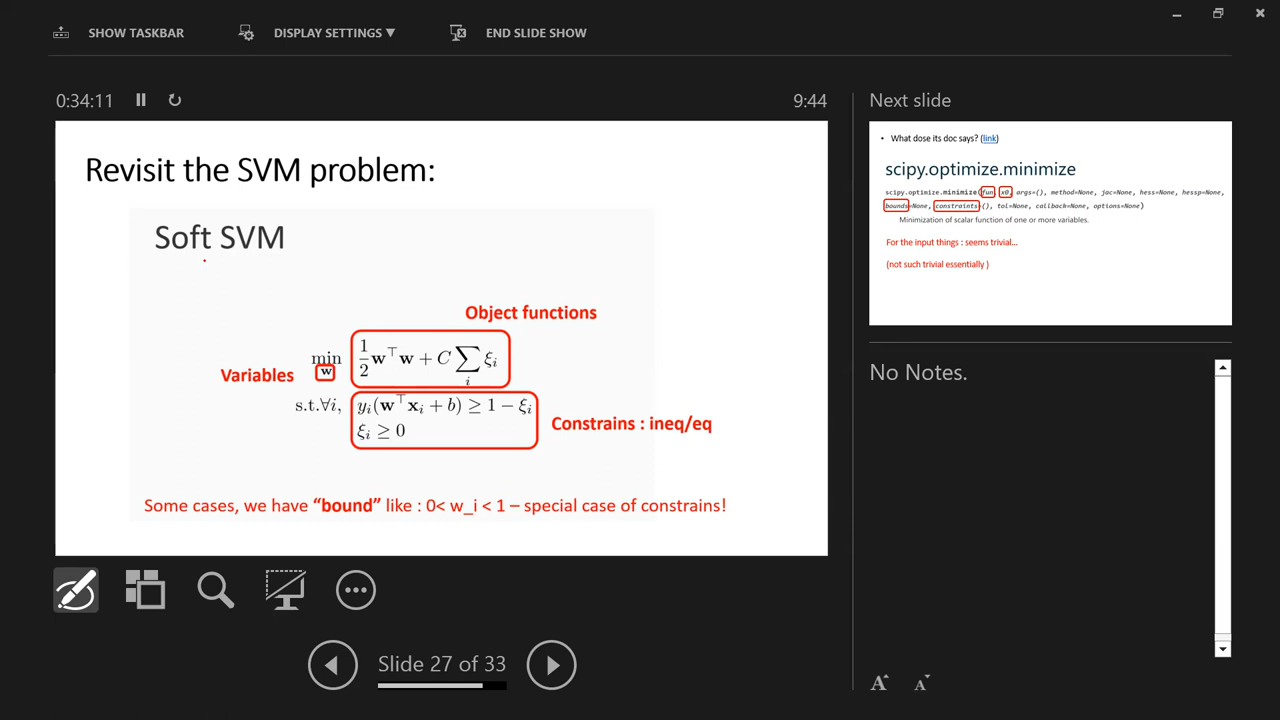 SHOW TASKBAR
DISPLAY SETTINGS ▼
END SLIDE SHOW
0:34:11
9:44
Revisit the SVM problem:
Soft SVM
Object functions
Variables
min w ½ w⊤w + C ∑i ξi
s.t.∀i, yi(w⊤xi + b) ≥ 1 − ξi
ξi ≥ 0
Constrains : ineq/eq
Some cases, we have “bound” like : 0< w_i < 1 – special case of constrains!
Slide 27 of 33
Next slide
• What dose its doc says? (link)
scipy.optimize.minimize
scipy.optimize.minimize(fun, x0, args=(), method=None, jac=None, hess=None, hessp=None,
bounds=None, constraints=(), tol=None, callback=None, options=None)
Minimization of scalar function of one or more variables.
For the input things : seems trivial...
(not such trivial essentially )
No Notes.
A A